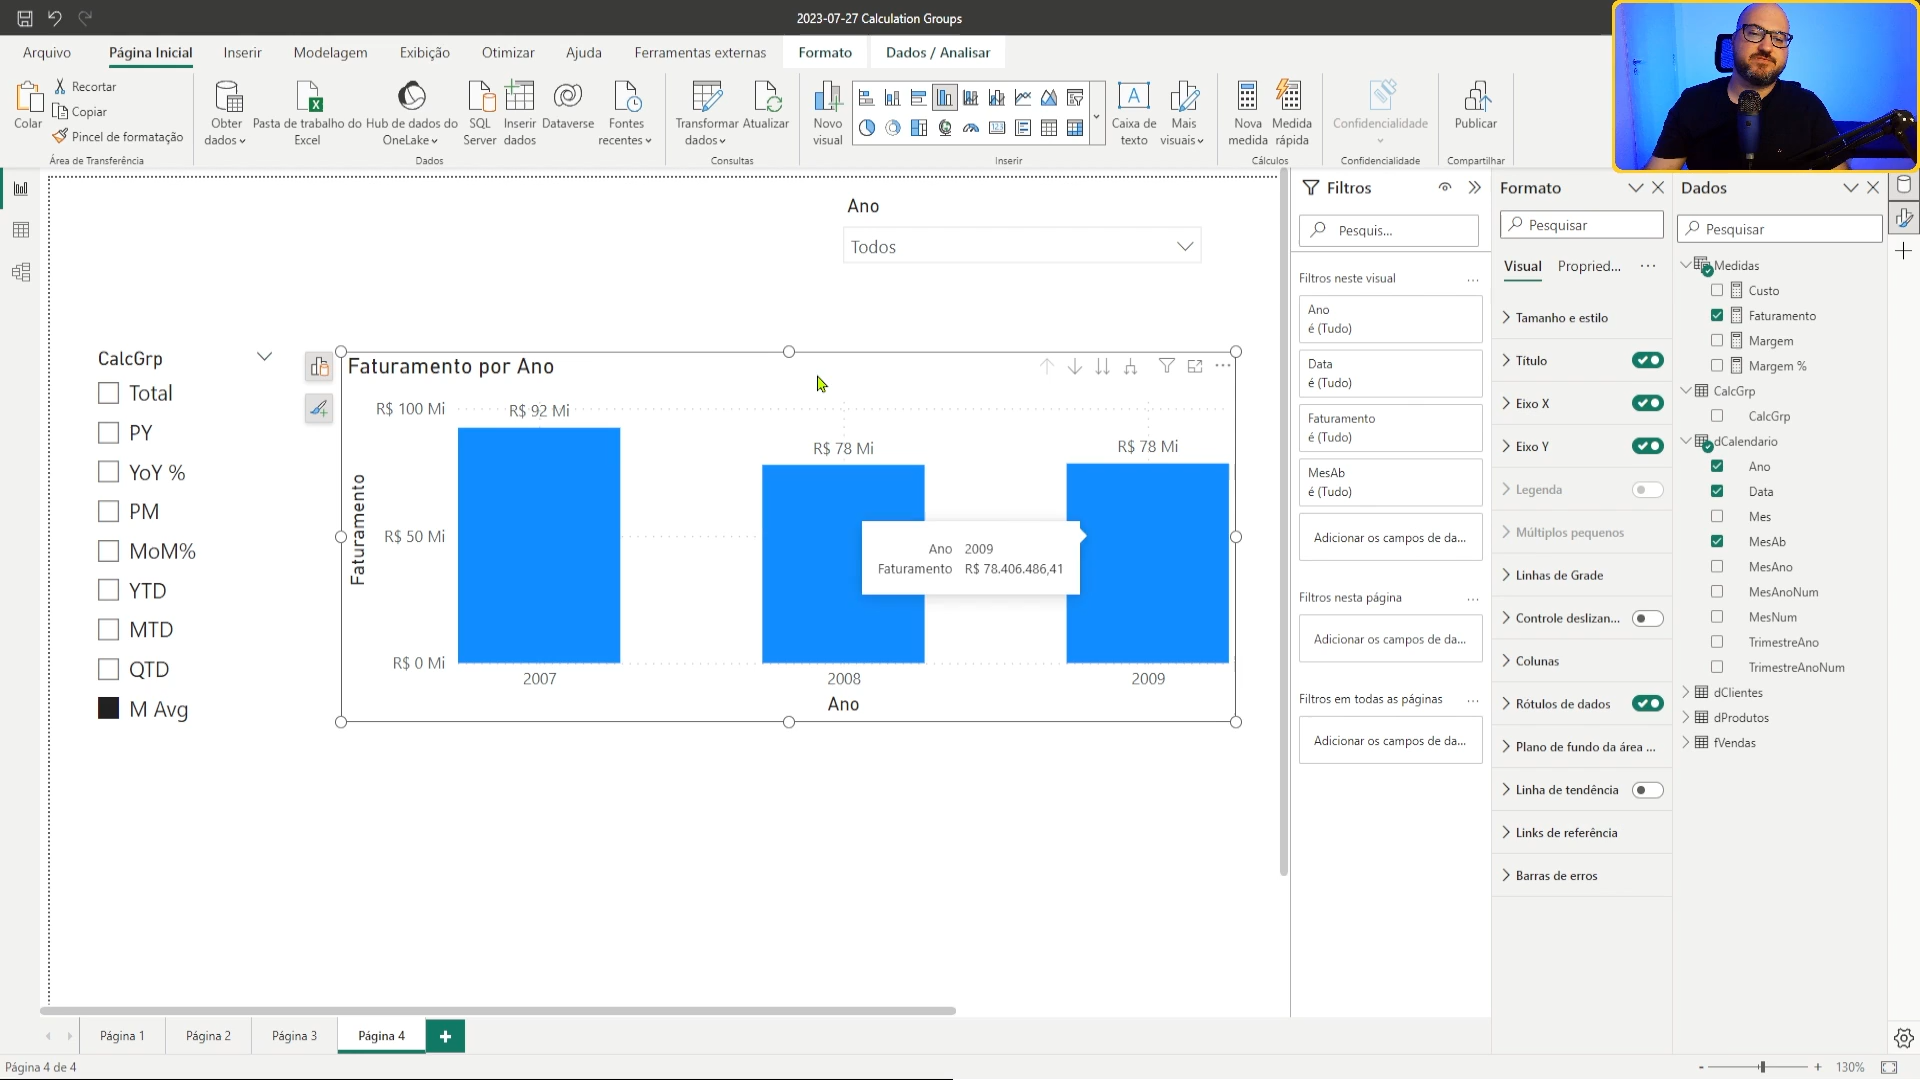 2023-07-27 Calculation Groups
Arquivo
Página Inicial
Inserir
Modelagem
Exibição
Otimizar
Ajuda
Ferramentas externas
Formato
Dados / Analisar
Colar
Recortar
Copiar
Pincel de formatação
Área de Transferência
Obter
dados
Pasta de trabalho do
Excel
Hub de dados do
OneLake
SQL
Server
Inserir
dados
Dataverse
Fontes
recentes
Dados
Transformar
dados
Atualizar
Consultas
Novo
visual
Caixa de
texto
Mais
visuais
Inserir
Nova
medida
Medida
rápida
Cálculos
Confidencialidade
Confidencialidade
Publicar
Compartilhar
Ano
Todos
CalcGrp
Total
PY
YoY %
PM
MoM%
YTD
MTD
QTD
M Avg
Faturamento por Ano
R$ 100 Mi
R$ 50 Mi
R$ 0 Mi
Faturamento
R$ 92 Mi
R$ 78 Mi
R$ 78 Mi
Ano 2009
Faturamento R$ 78.406.486,41
2007
2008
2009
Ano
Filtros
Pesquis...
Filtros neste visual ...
Ano
é (Tudo)
Data
é (Tudo)
Faturamento
é (Tudo)
MesAb
é (Tudo)
Adicionar os campos de da...
Filtros nesta página ...
Adicionar os campos de da...
Filtros em todas as páginas ...
Adicionar os campos de da...
Formato
Pesquisar
Visual
Propried...
Tamanho e estilo
Título
Eixo X
Eixo Y
Legenda
Múltiplos pequenos
Linhas de Grade
Controle deslizan...
Colunas
Rótulos de dados
Plano de fundo da área ...
Linha de tendência
Links de referência
Barras de erros
Dados
Pesquisar
Medidas
Custo
Faturamento
Margem
Margem %
CalcGrp
CalcGrp
dCalendario
Ano
Data
Mes
MesAb
MesAno
MesAnoNum
MesNum
TrimestreAno
TrimestreAnoNum
dClientes
dProdutos
fVendas
Página 1
Página 2
Página 3
Página 4
Página 4 de 4
- + 130%